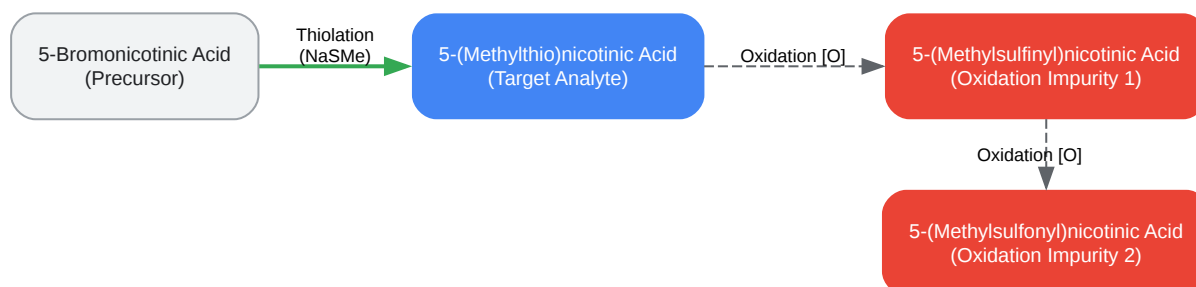 5-Bromonicotinic Acid
(Precursor)
Thiolation
(NaSMe)
5-(Methylthio)nicotinic Acid
(Target Analyte)
Oxidation [O]
5-(Methylsulfinyl)nicotinic Acid
(Oxidation Impurity 1)
Oxidation [O]
5-(Methylsulfonyl)nicotinic Acid
(Oxidation Impurity 2)